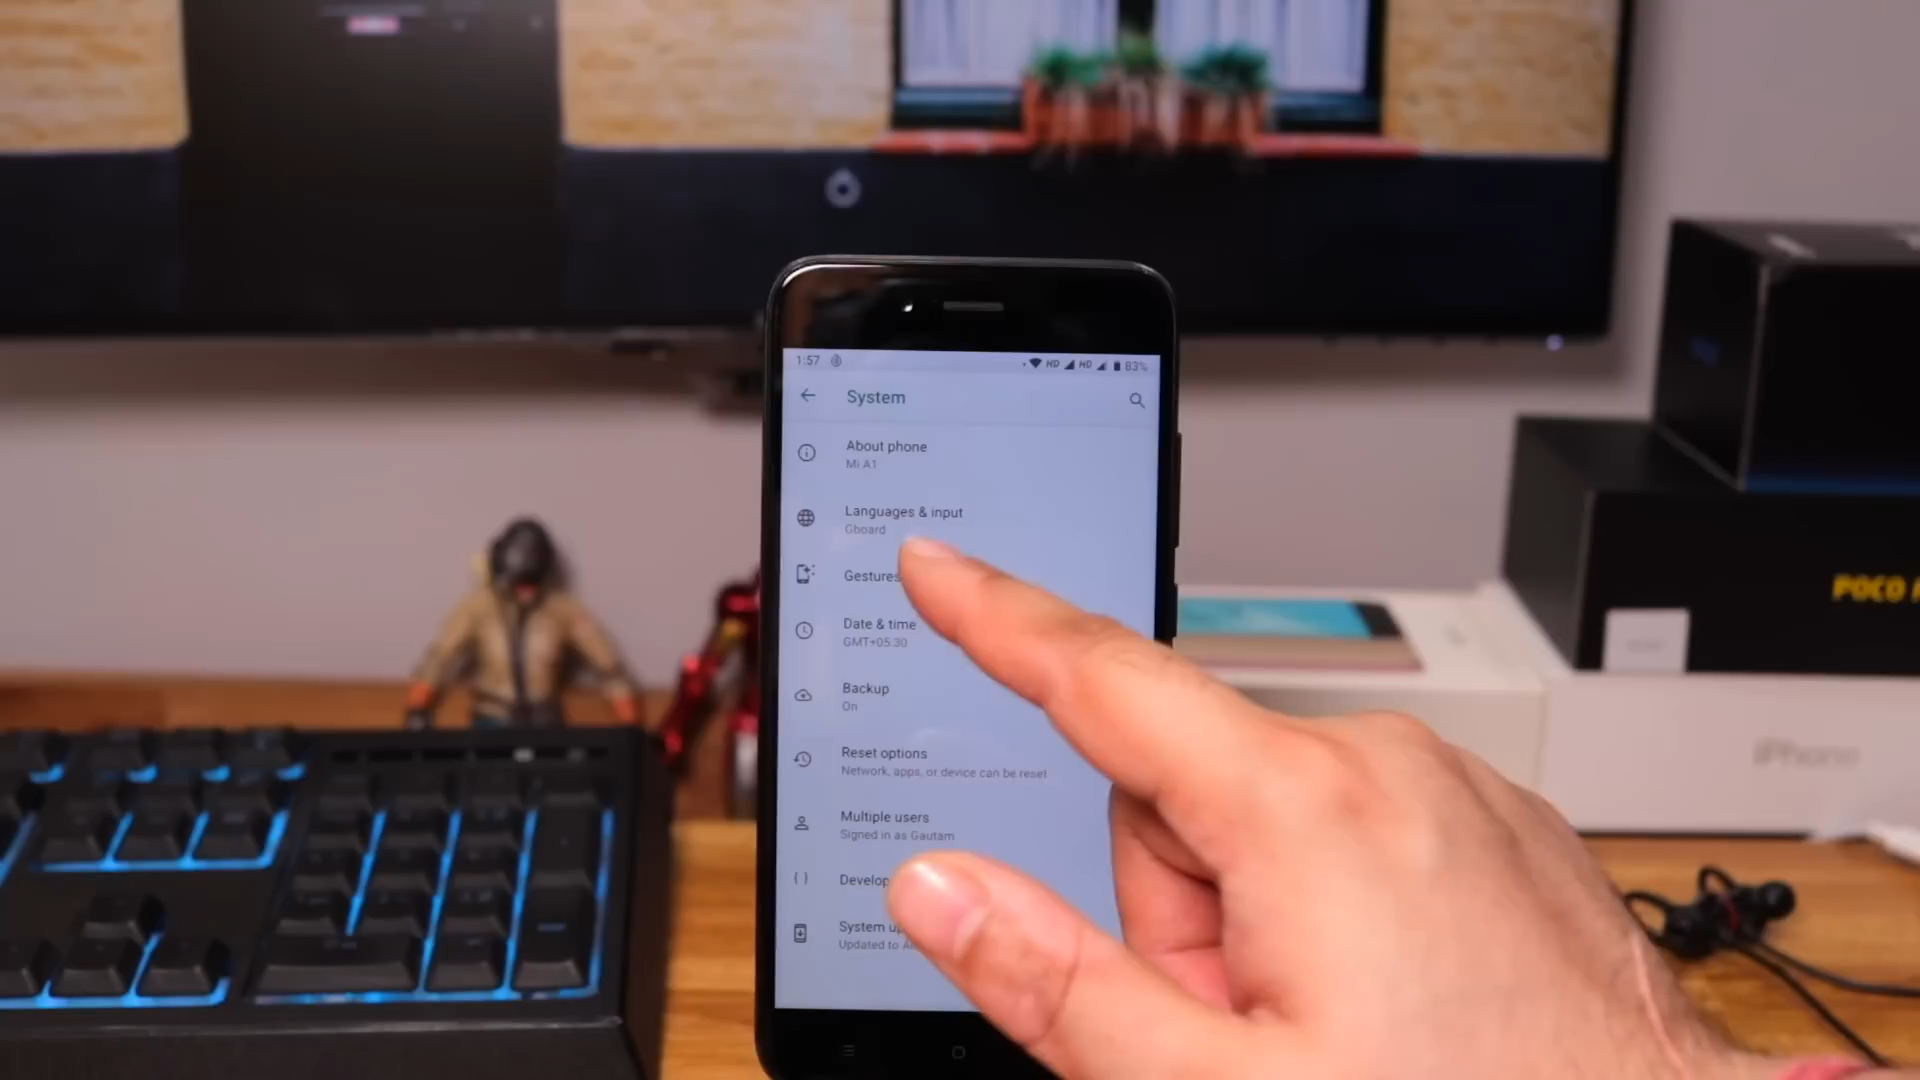 1:57 HD HD 83%
System
About phone
Mi A1
Languages & input
Gboard
Gestures
Date & time
GMT+05:30
Backup
On
Reset options
Network, apps, or device can be reset
Multiple users
Signed in as Gautam
Develop
System up
Updated to A
POCO
iPhone